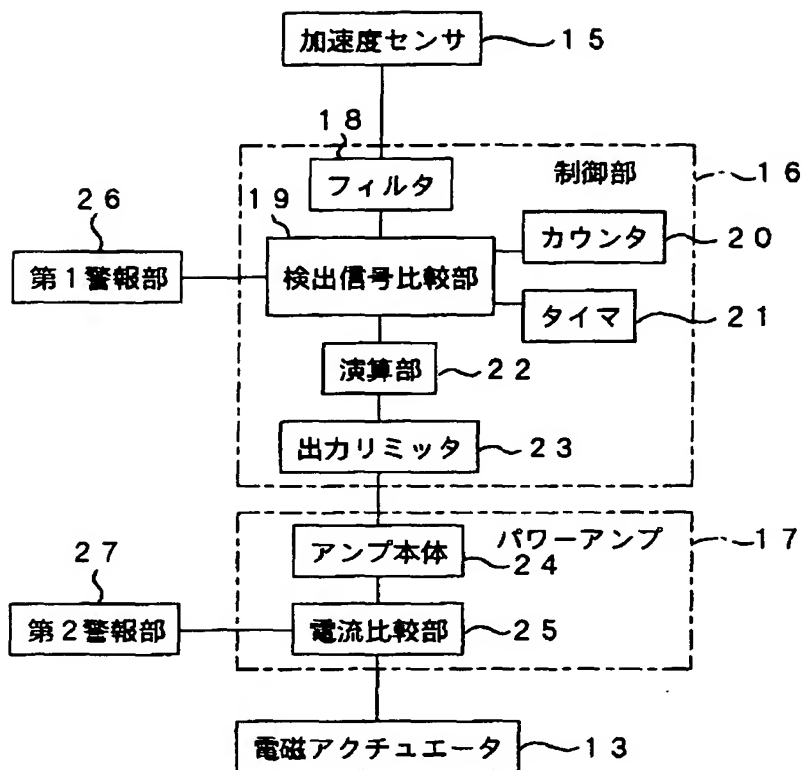 加速度センサ 15
18
フィルタ
制御部 16
26
19
カウンタ 20
第1警報部
検出信号比較部
タイマ 21
演算部 22
出力リミッタ 23
パワーアンプ 17
アンプ本体 24
27
第2警報部
電流比較部 25
電磁アクチュエータ 13